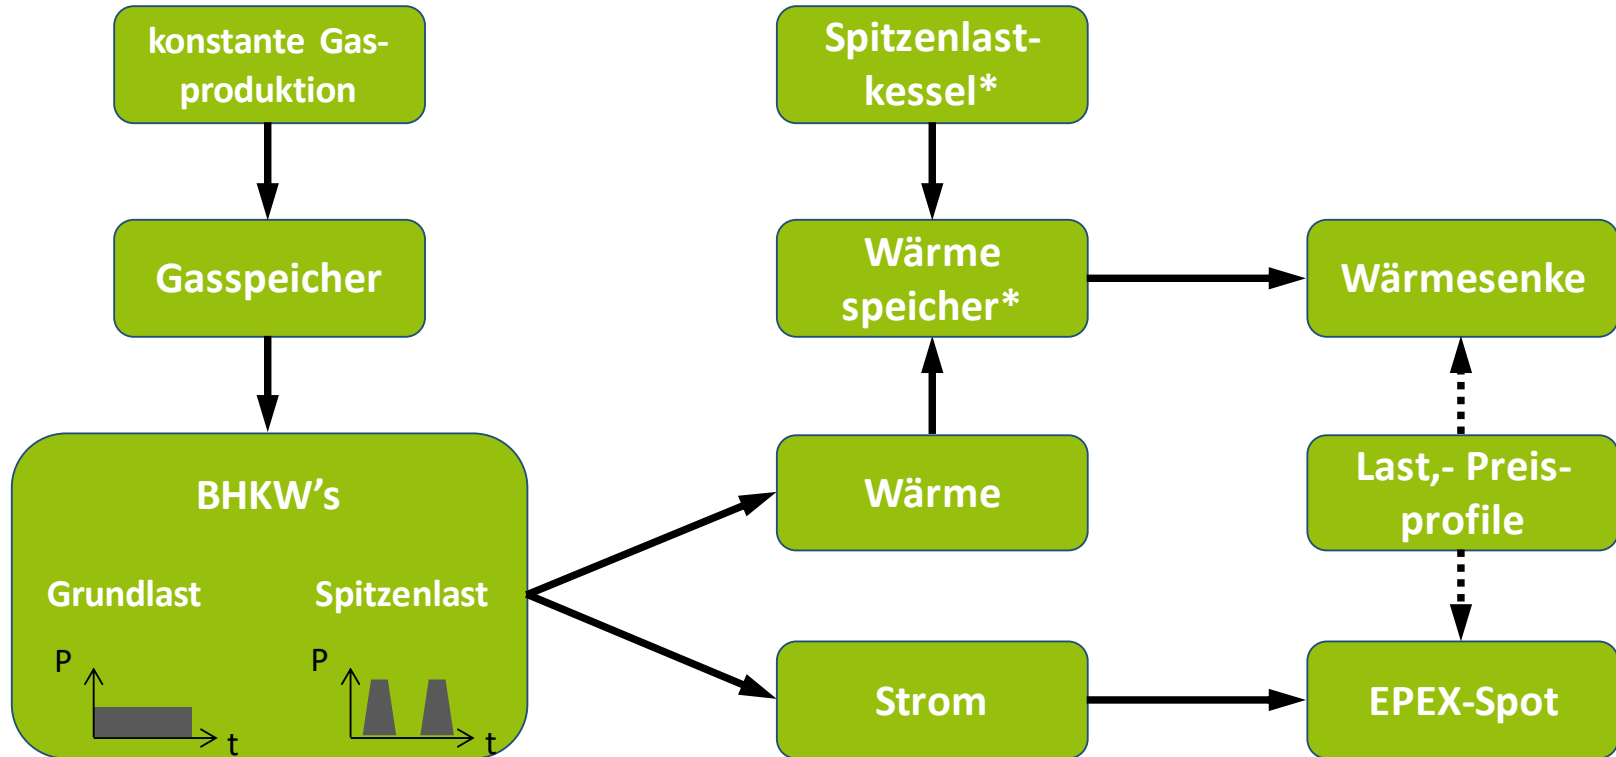 konstante Gas-
produktion
Spitzenlast-
kessel*
Gasspeicher
Wärme
speicher*
Wärmesenke
BHKW's
Grundlast
Spitzenlast
P
t
P
t
Wärme
Last,- Preis-
profile
Strom
EPEX-Spot